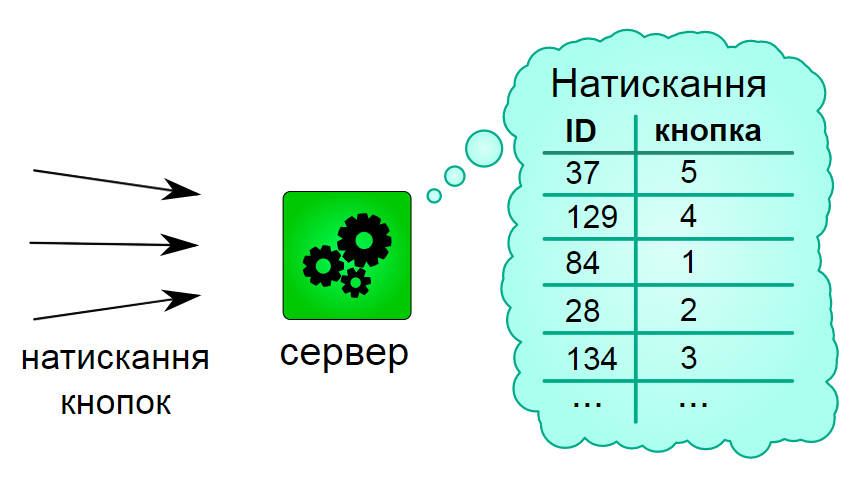 натискання
кнопок
сервер
Натискання
ID кнопка
37 5
129 4
84 1
28 2
134 3
... ...